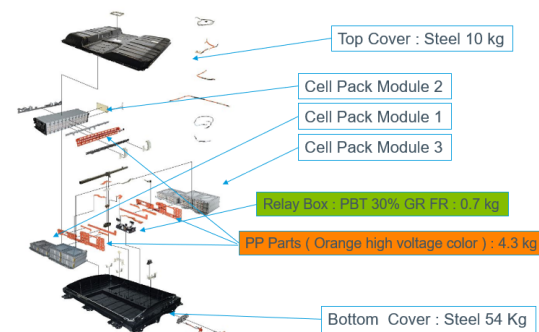 Top Cover : Steel 10 kg
Cell Pack Module 2
Cell Pack Module 1
Cell Pack Module 3
Relay Box : PBT 30% GR FR : 0.7 kg
PP Parts ( Orange high voltage color ) : 4.3 kg
Bottom  Cover : Steel 54 Kg